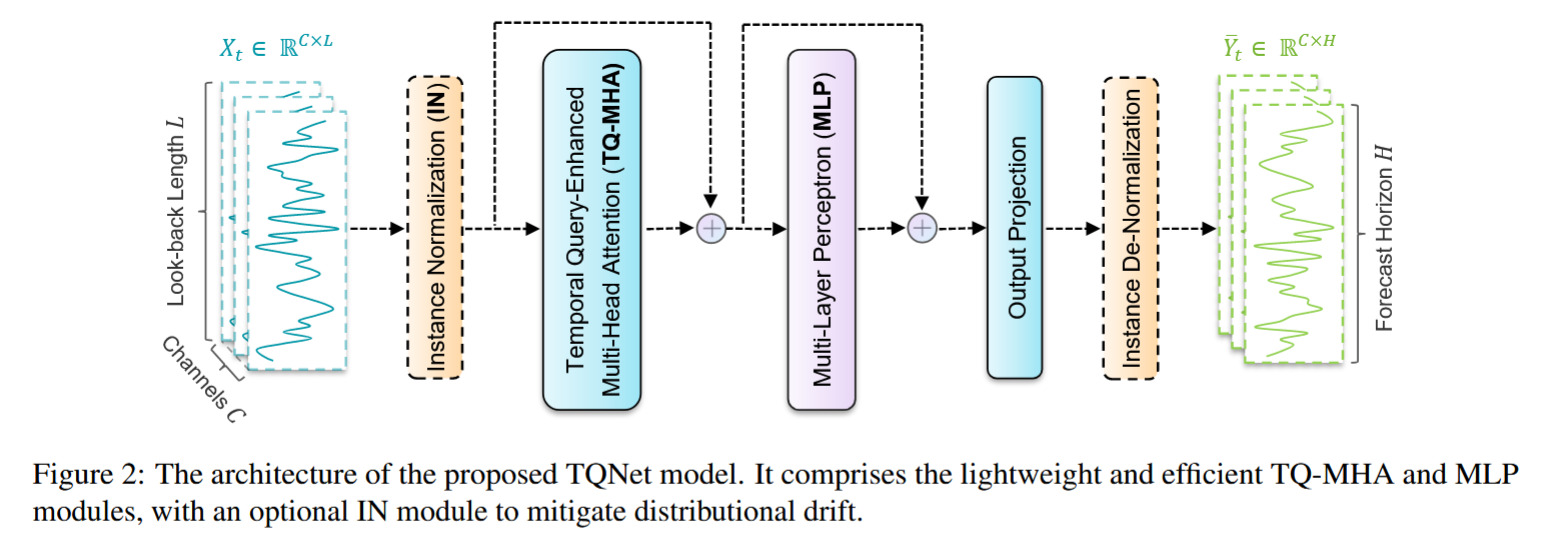 X_t ∈ ℝ^{C×L}
Look-back Length L
Channels C
Instance Normalization (IN)
Temporal Query-Enhanced
Multi-Head Attention (TQ-MHA)
Multi-Layer Perceptron (MLP)
Output Projection
Instance De-Normalization
Ȳ_t ∈ ℝ^{C×H}
Forecast Horizon H
Figure 2: The architecture of the proposed TQNet model. It comprises the lightweight and efficient TQ-MHA and MLP
modules, with an optional IN module to mitigate distributional drift.